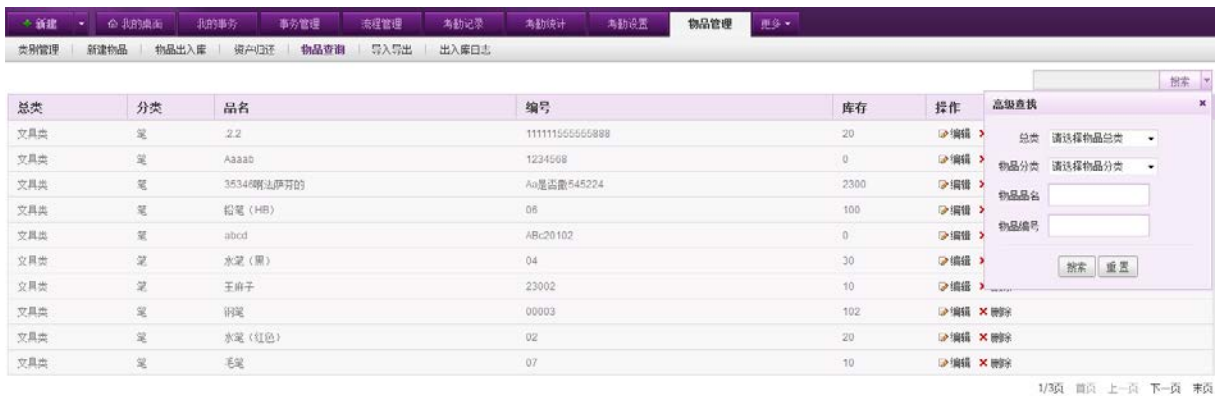 新建 我的桌面 我的事务 事务管理 流程管理 考勤记录 考勤统计 考勤设置 物品管理 更多
类别管理 新建物品 物品出入库 资产归还 物品查询 导入导出 出入库日志
搜索
总类 分类 品名 编号 库存 操作
文具类 笔 .2.2 111111555555888 20 编辑
文具类 笔 Aaaab 1234568 0 编辑
文具类 笔 35346啊法萨芬的 Aa是否撒545224 2300 编辑
文具类 笔 铅笔（HB） 06 100 编辑
文具类 笔 abcd ABc20102 0 编辑
文具类 笔 水笔（黑） 04 30 编辑
文具类 笔 王麻子 23002 10 编辑
文具类 笔 钢笔 00003 102 编辑 删除
文具类 笔 水笔（红色） 02 20 编辑 删除
文具类 笔 毛笔 07 10 编辑 删除
高级查找
总类 请选择物品总类
物品分类 请选择物品分类
物品品名
物品编号
搜索 重置
1/3页 首页 上一页 下一页 末页